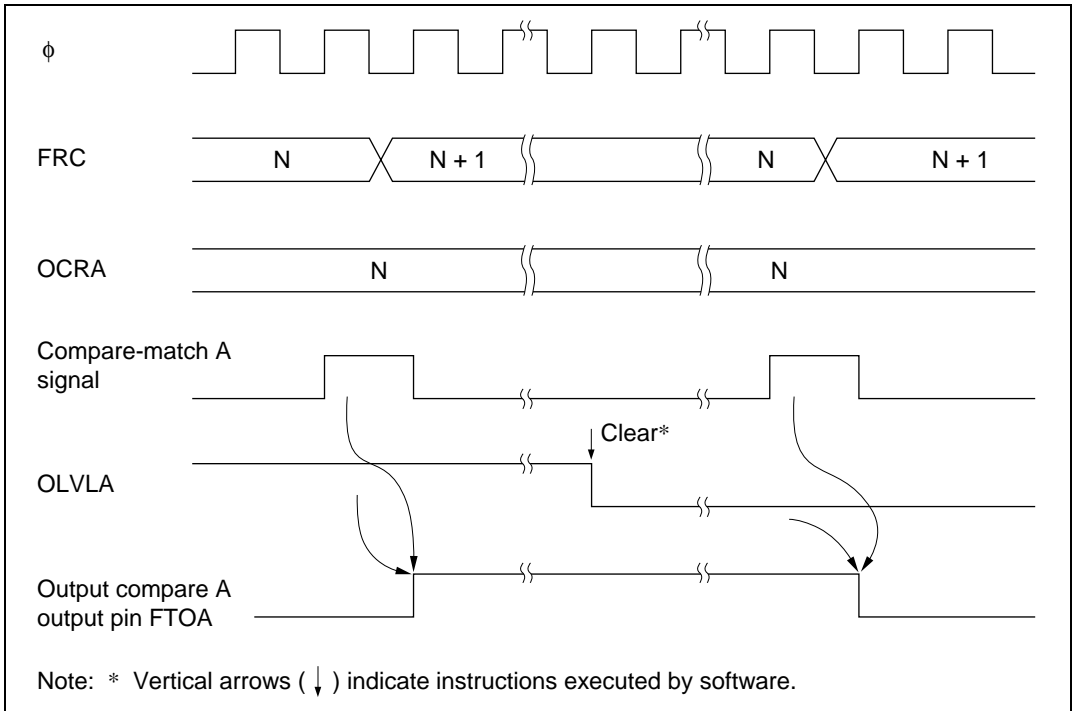 ϕ
FRC
N
N + 1
N
N + 1
OCRA
N
N
Compare-match A
signal
Clear*
OLVLA
Output compare A
output pin FTOA
Note: * Vertical arrows ( ↓ ) indicate instructions executed by software.